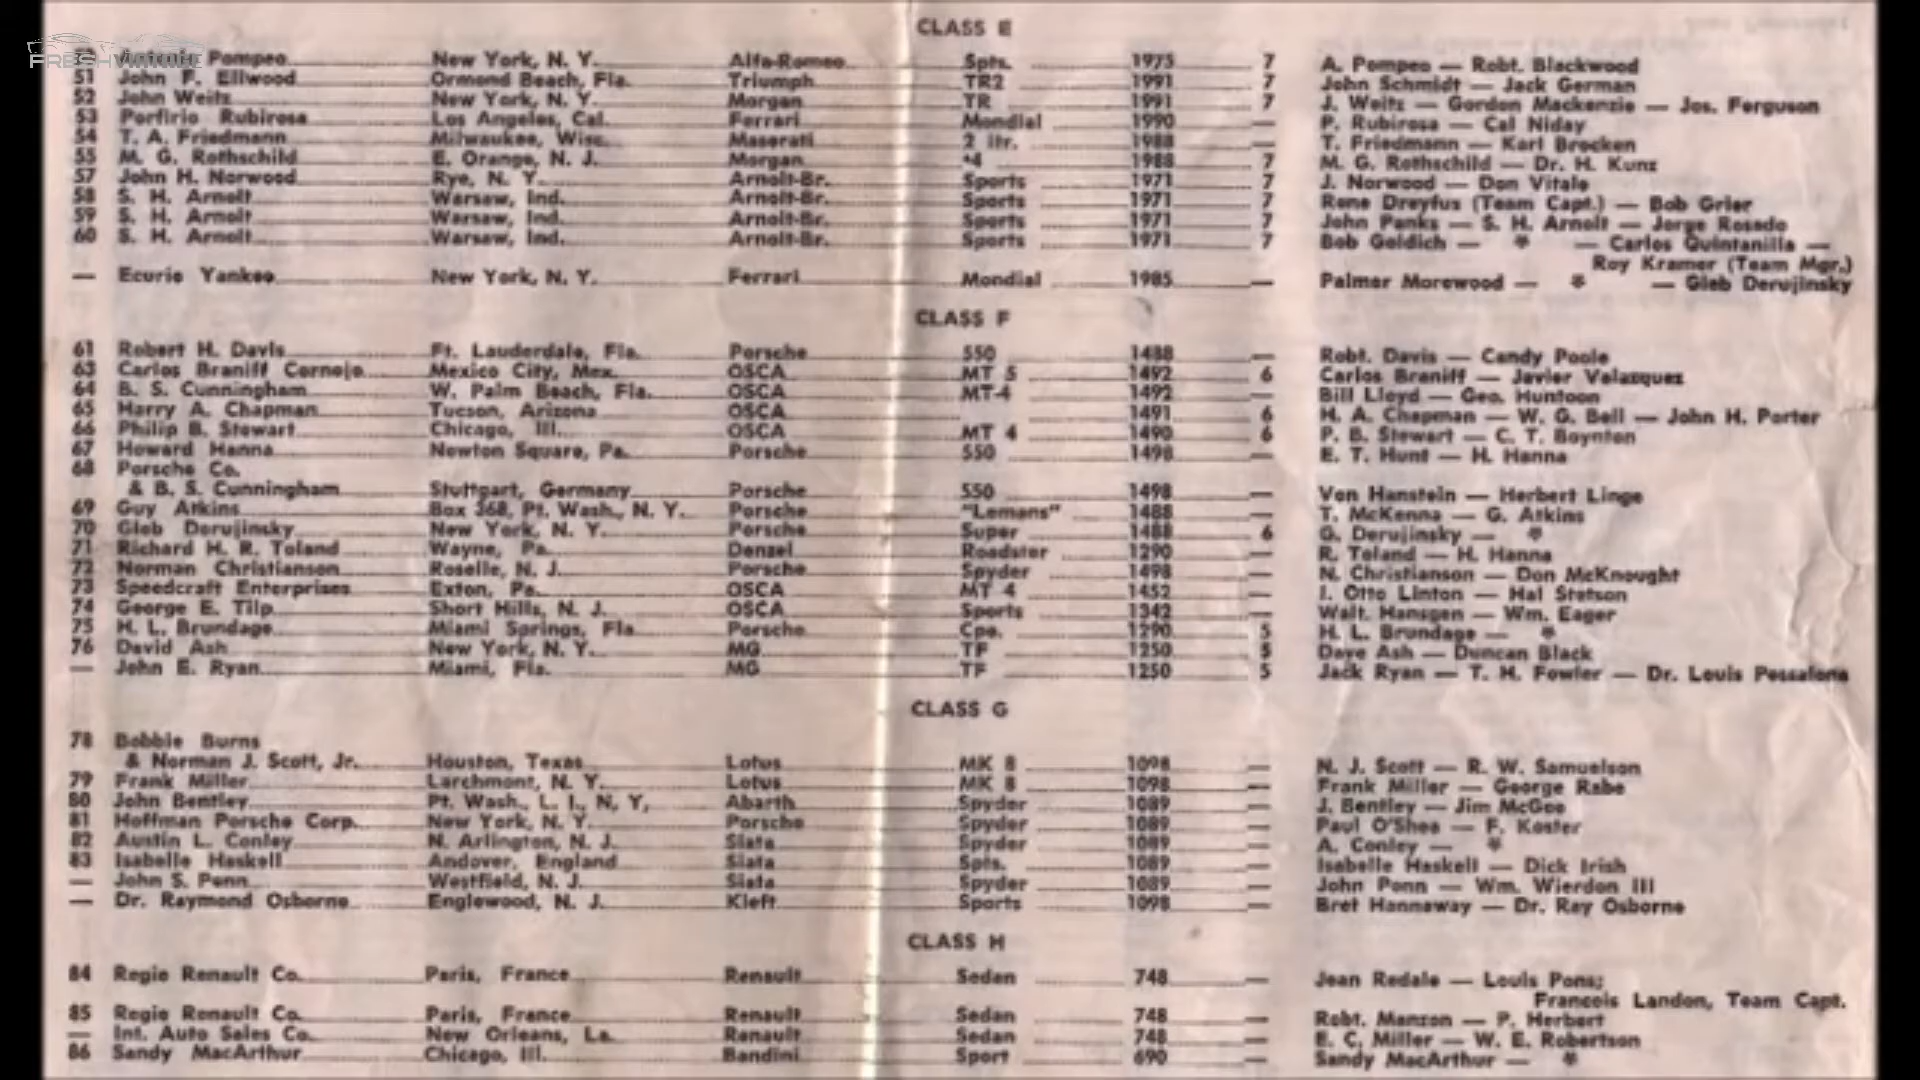 CLASS E
FRESH
Antonio Pompeo New York, N. Y. Alfa-Romeo Spts. 1975 7 A. Pompeo — Robt. Blackwood
51 John F. Ellwood Ormond Beach, Fla. Triumph TR2 1991 7 John Schmidt — Jack German
52 John Weitz New York, N. Y. Morgan TR 1991 7 J. Weitz — Gordon Mackenzie — Jos. Ferguson
53 Porfirio Rubirosa Los Angeles, Cal. Ferrari Mondial 1990 — P. Rubirosa — Cal Niday
54 T. A. Friedmann Milwaukee, Wisc. Maserati 2 ltr. 1988 — T. Friedmann — Karl Brocken
55 M. G. Rothschild E. Orange, N. J. Morgan 1988 7 M. G. Rothschild — Dr. H. Kunz
57 John H. Norwood Rye, N. Y. Arnolt-Br. Sports 1971 7 J. Norwood — Don Vitale
58 S. H. Arnolt Warsaw, Ind. Arnolt-Br. Sports 1971 7 Rene Dreyfus (Team Capt.) — Bob Grier
59 S. H. Arnolt Warsaw, Ind. Arnolt-Br. Sports 1971 7 John Panks — S. H. Arnolt — Jorge Rosado
60 S. H. Arnolt Warsaw, Ind. Arnolt-Br. Sports 1971 7 Bob Goldich — * — Carlos Quintanilla —
Roy Kramer (Team Mgr.)
— Ecurie Yankee New York, N. Y. Ferrari Mondial 1985 — Palmar Morewood — * — Gleb Derujinsky
CLASS F
61 Robert H. Davis Ft. Lauderdale, Fla. Porsche 550 1488 — Robt. Davis — Candy Poole
63 Carlos Braniff Cornejo Mexico City, Mex. OSCA MT 5 1492 6 Carlos Braniff — Javier Velazquez
64 B. S. Cunningham W. Palm Beach, Fla. OSCA MT-4 1492 — Bill Lloyd — Geo. Huntoon
65 Harry A. Chapman Tucson, Arizona OSCA 1491 6 H. A. Chapman — W. G. Bell — John H. Porter
66 Philip B. Stewart Chicago, Ill. OSCA MT 4 1490 6 P. B. Stewart — C. T. Boynton
67 Howard Hanna Newton Square, Pa. Porsche 550 1498 — E. T. Hunt — H. Hanna
68 Porsche Co.
& B. S. Cunningham Stuttgart, Germany Porsche 550 1498 — Von Hanstein — Herbert Linge
69 Guy Atkins Box 368, Pt. Wash., N. Y. Porsche "Lemans" 1488 — T. McKenna — G. Atkins
70 Gleb Derujinsky New York, N. Y. Porsche Super 1488 6 G. Derujinsky — *
71 Richard H. R. Toland Wayne, Pa. Denzel Roadster 1290 — R. Toland — H. Hanna
72 Norman Christianson Roselle, N. J. Porsche Spyder 1498 — N. Christianson — Don McKnought
73 Speedcraft Enterprises Exton, Pa. OSCA MT 4 1452 — I. Otto Linton — Hal Stetson
74 George E. Tilp Short Hills, N. J. OSCA Sports 1342 — Walt. Hansgen — Wm. Eager
75 H. L. Brundage Miami Springs, Fla Porsche Cpe. 1290 5 H. L. Brundage — *
76 David Ash New York, N. Y. MG TF 1250 5 Dave Ash — Duncan Black
— John E. Ryan Miami, Fla. MG TF 1250 5 Jack Ryan — T. H. Fowler — Dr. Louis
CLASS G
78 Bobbie Burns
& Norman J. Scott, Jr. Houston, Texas Lotus MK 8 1098 — N. J. Scott — R. W. Samuelson
79 Frank Miller Larchmont, N. Y. Lotus MK 8 1098 — Frank Miller — George Rabe
80 John Bentley Pt. Wash., L. I., N. Y. Abarth Spyder 1089 — J. Bentley — Jim McGee
81 Hoffman Porsche Corp. New York, N. Y. Porsche Spyder 1089 — Paul O'Shea — F. Koster
82 Austin L. Conley N. Arlington, N. J. Siata Spyder 1089 — A. Conley — *
83 Isabelle Haskell Andover, England Siata Spts. 1089 — Isabelle Haskell — Dick Irish
— John S. Penn Westfield, N. J. Siata Spyder 1089 — John Penn — Wm. Wierdon III
— Dr. Raymond Osborne Englewood, N. J. Kieft Sports 1098 — Bret Hannaway — Dr. Ray Osborne
CLASS H
84 Regie Renault Co. Paris, France Renault Sedan 748 — Jean Redale — Louis Pons;
Francois Landon, Team Capt.
85 Regie Renault Co. Paris, France Renault Sedan 748 — Robt. Manzon — P. Herbert
— Int. Auto Sales Co. New Orleans, La. Renault Sedan 748 — E. C. Miller — W. E. Robertson
86 Sandy MacArthur Chicago, Ill. Bandini Sport 690 — Sandy MacArthur — *